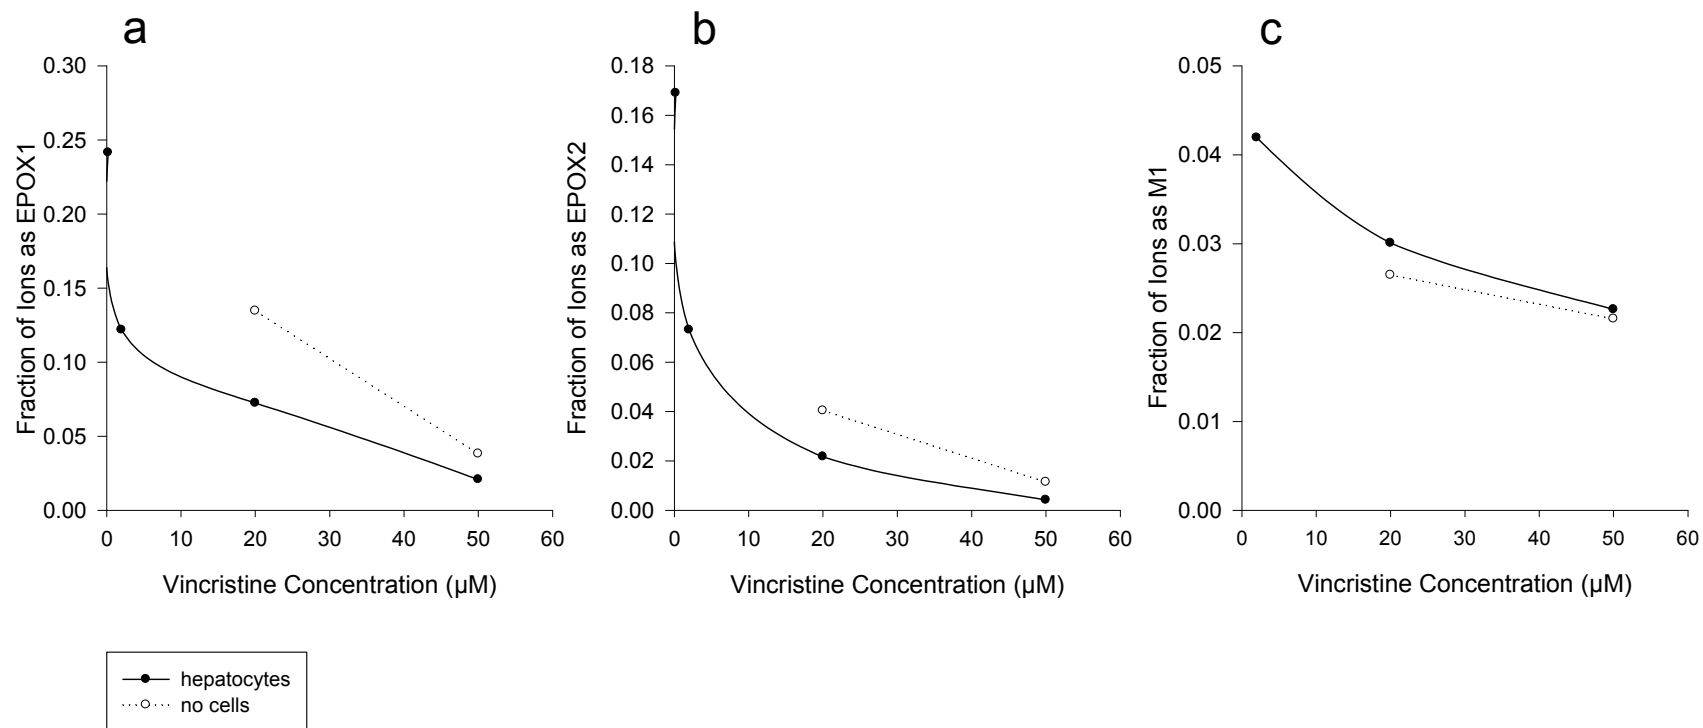 a
0.30
0.25
0.20
0.15
0.10
0.05
0.00
Fraction of Ions as EPOX1
0 10 20 30 40 50 60
Vincristine Concentration (µM)
b
0.18
0.16
0.14
0.12
0.10
0.08
0.06
0.04
0.02
0.00
Fraction of Ions as EPOX2
0 10 20 30 40 50 60
Vincristine Concentration (µM)
c
0.05
0.04
0.03
0.02
0.01
0.00
Fraction of Ions as M1
0 10 20 30 40 50 60
Vincristine Concentration (µM)
hepatocytes
no cells